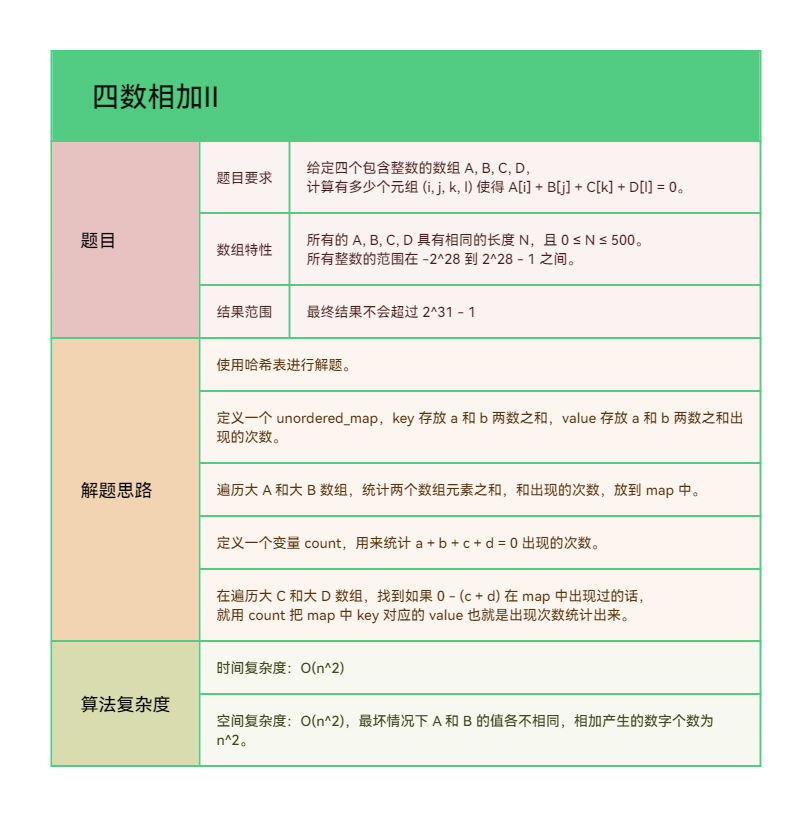 四数相加II
题目
题目要求
给定四个包含整数的数组 A, B, C, D，
计算有多少个元组 (i, j, k, l) 使得 A[i] + B[j] + C[k] + D[l] = 0。
数组特性
所有的 A, B, C, D 具有相同的长度 N，且 0 ≤ N ≤ 500。
所有整数的范围在 -2^28 到 2^28 - 1 之间。
结果范围
最终结果不会超过 2^31 - 1
解题思路
使用哈希表进行解题。
定义一个 unordered_map，key 存放 a 和 b 两数之和，value 存放 a 和 b 两数之和出
现的次数。
遍历大 A 和大 B 数组，统计两个数组元素之和，和出现的次数，放到 map 中。
定义一个变量 count，用来统计 a + b + c + d = 0 出现的次数。
在遍历大 C 和大 D 数组，找到如果 0 - (c + d) 在 map 中出现过的话，
就用 count 把 map 中 key 对应的 value 也就是出现次数统计出来。
算法复杂度
时间复杂度：O(n^2)
空间复杂度：O(n^2)，最坏情况下 A 和 B 的值各不相同，相加产生的数字个数为
n^2。